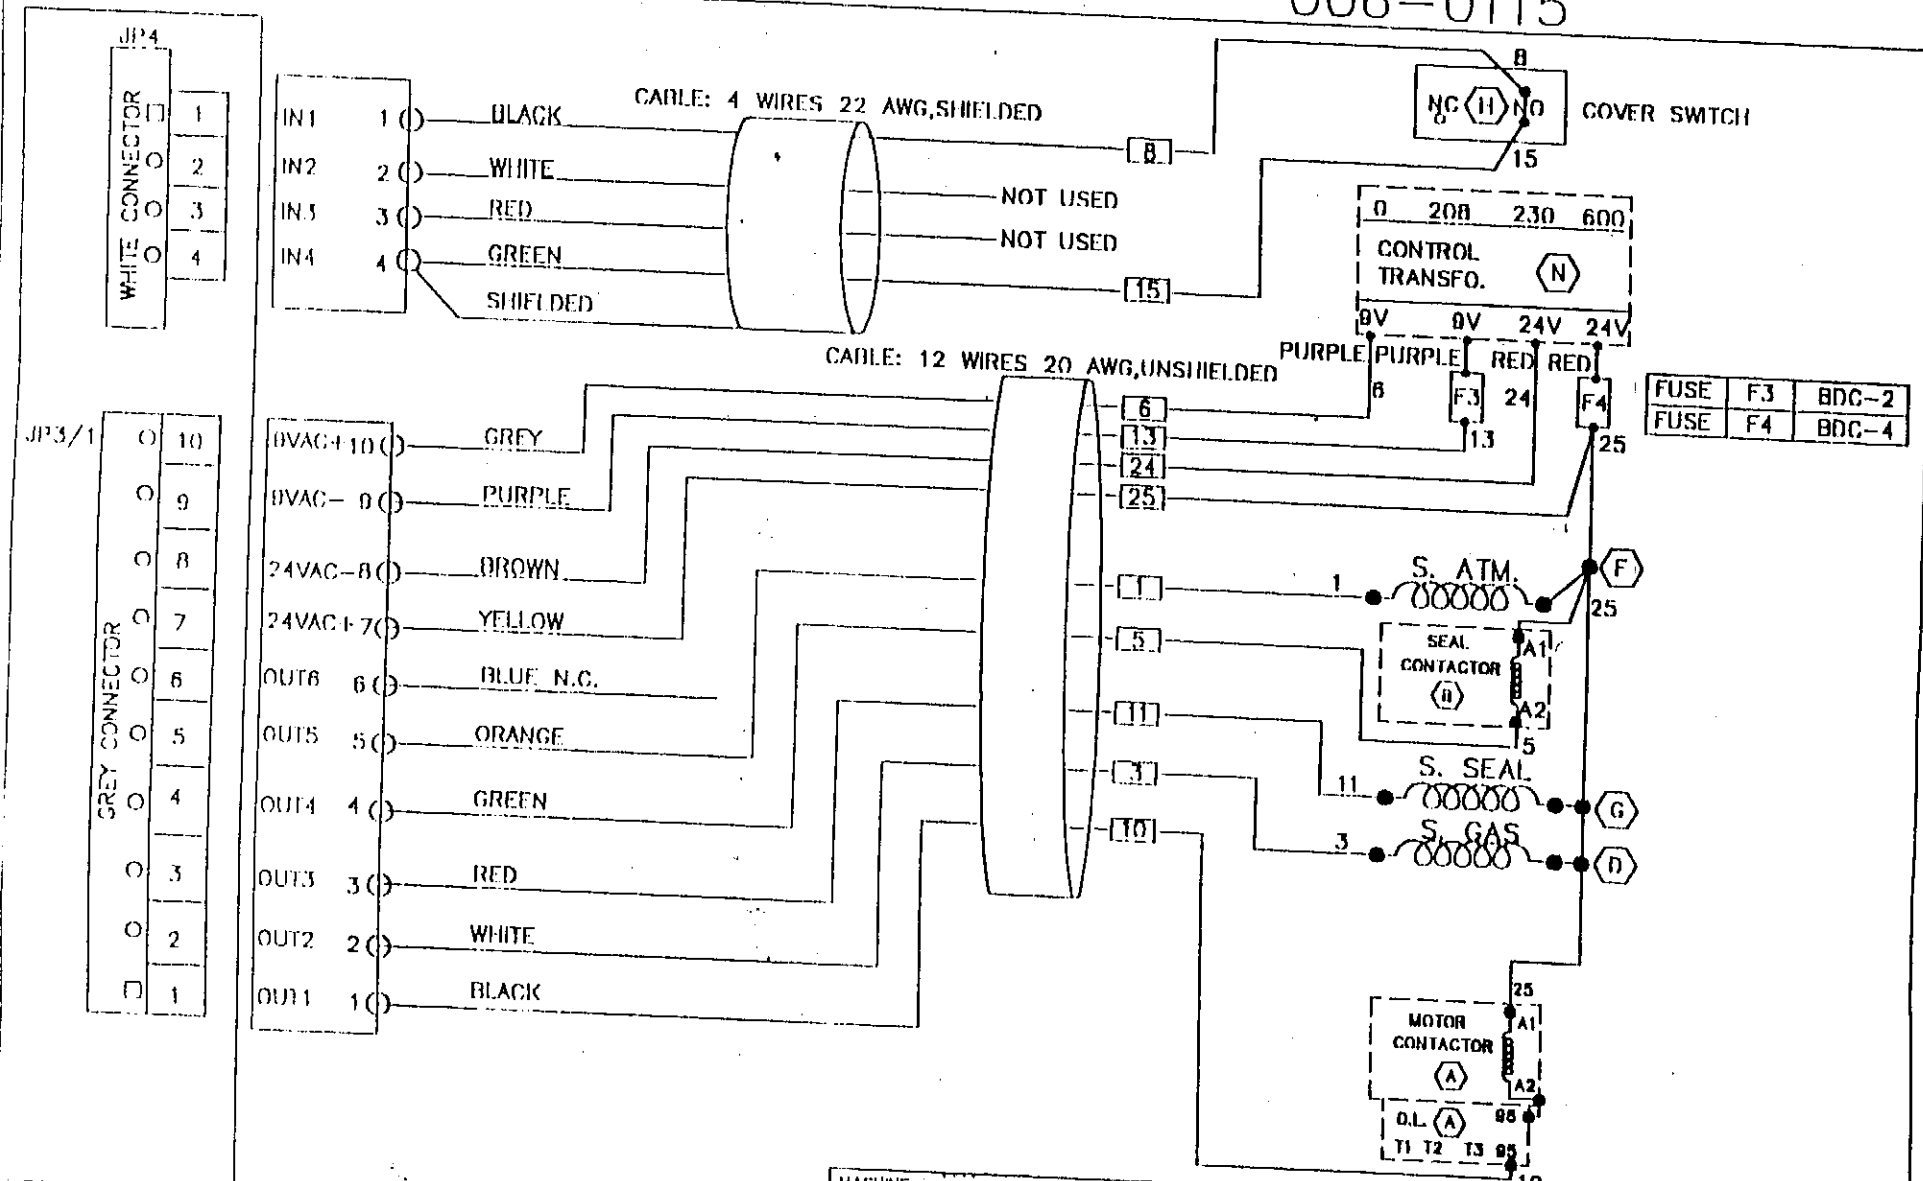 JP4
WHITE CONNECTOR
1
2
3
4
IN1 1 BLACK
IN2 2 WHITE
IN3 3 RED
IN4 4 GREEN
SHIELDED
CABLE: 4 WIRES 22 AWG,SHIELDED
8
NOT USED
NOT USED
15
8
NC H NO
COVER SWITCH
15
0 208 230 600
CONTROL
TRANSFO.
N
9V 9V 24V 24V
PURPLE PURPLE RED RED
6 F3 24 F4
13 25
FUSE F3 BDC-2
FUSE F4 BDC-4
CABLE: 12 WIRES 20 AWG,UNSHIELDED
JP3/1
GREY CONNECTOR
10
9
8
7
6
5
4
3
2
1
10 GREY
9 PURPLE
24VAC-8 BROWN
24VAC+7 YELLOW
OUT6 6 BLUE N.C.
OUT5 5 ORANGE
OUT4 4 GREEN
OUT3 3 RED
OUT2 2 WHITE
OUT1 1 BLACK
6
13
24
25
1
5
11
3
10
1 S. ATM. F
25
SEAL
CONTACTOR
A1
B
A2
5
S. SEAL
11 G
S. GAS
3 D
25
MOTOR
CONTACTOR
A1
A
A2
O.L. A 96
T1 T2 T3 95
10
MACHINE